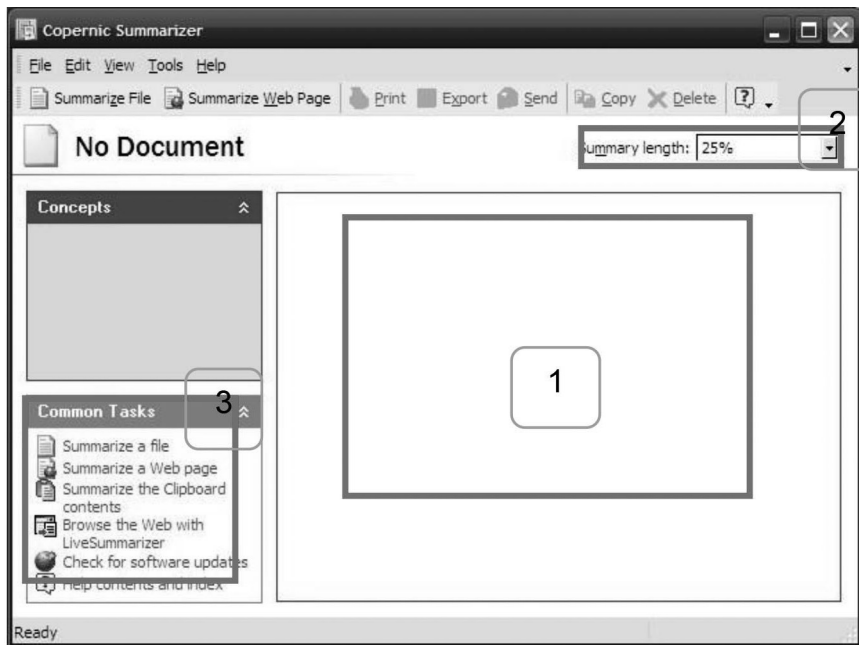 Copernic Summarizer
File Edit View Tools Help
Summarize File Summarize Web Page Print Export Send Copy Delete
No Document
Summary length: 25%
2
Concepts
1
Common Tasks
3
Summarize a file
Summarize a Web page
Summarize the Clipboard
contents
Browse the Web with
LiveSummarizer
Check for software updates
Help contents and index
Ready